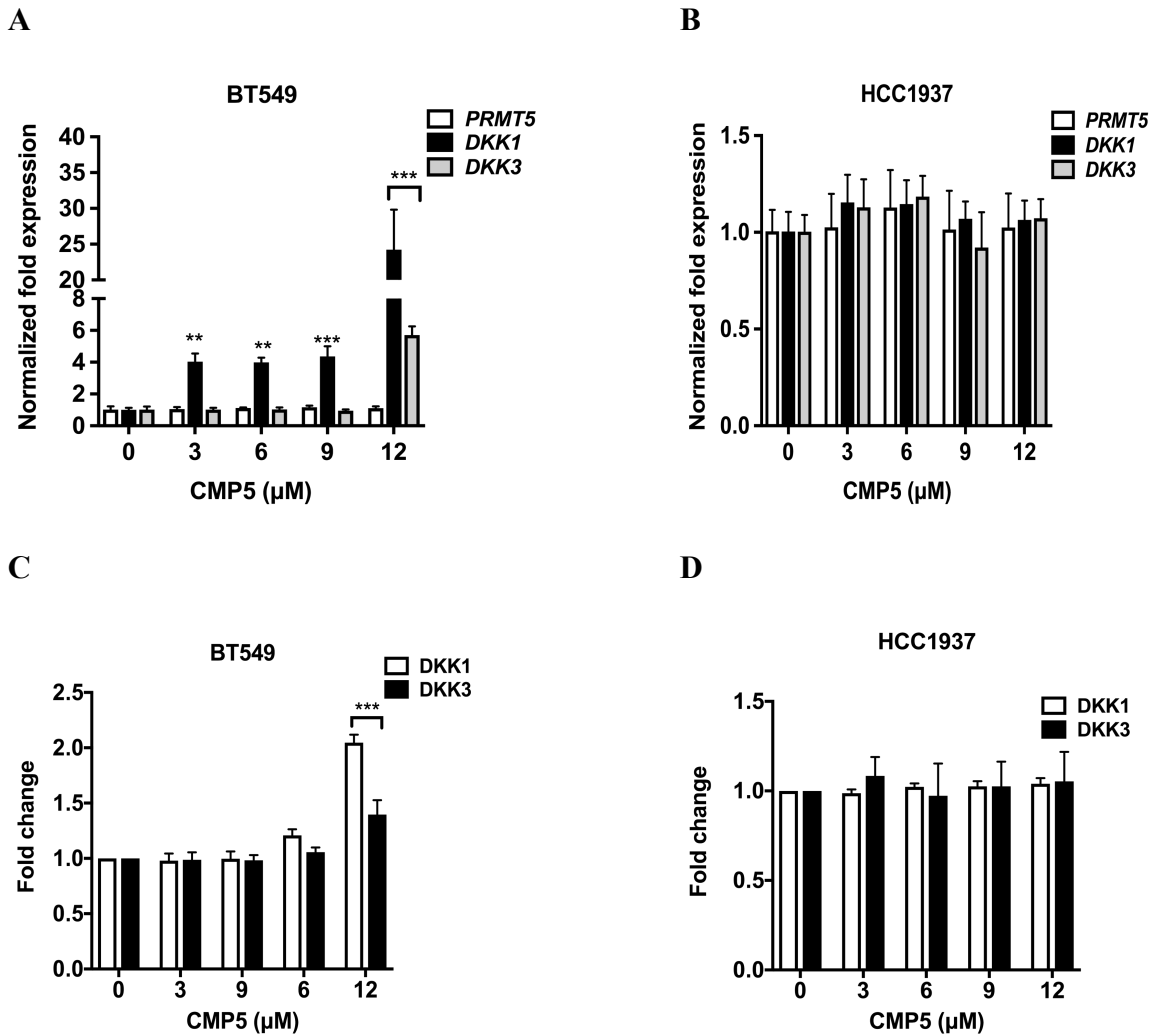 A
BT549
PRMT5
DKK1
DKK3
Normalized fold expression
40
35
30
25
20
8
6
4
2
0
**
**
***
***
0 3 6 9 12
CMP5 (µM)
B
HCC1937
PRMT5
DKK1
DKK3
Normalized fold expression
1.5
1.0
0.5
0.0
0 3 6 9 12
CMP5 (µM)
C
BT549
DKK1
DKK3
Fold change
2.5
2.0
1.5
1.0
0.5
0.0
***
0 3 9 6 12
CMP5 (µM)
D
HCC1937
DKK1
DKK3
Fold change
1.5
1.0
0.5
0.0
0 3 6 9 12
CMP5 (µM)